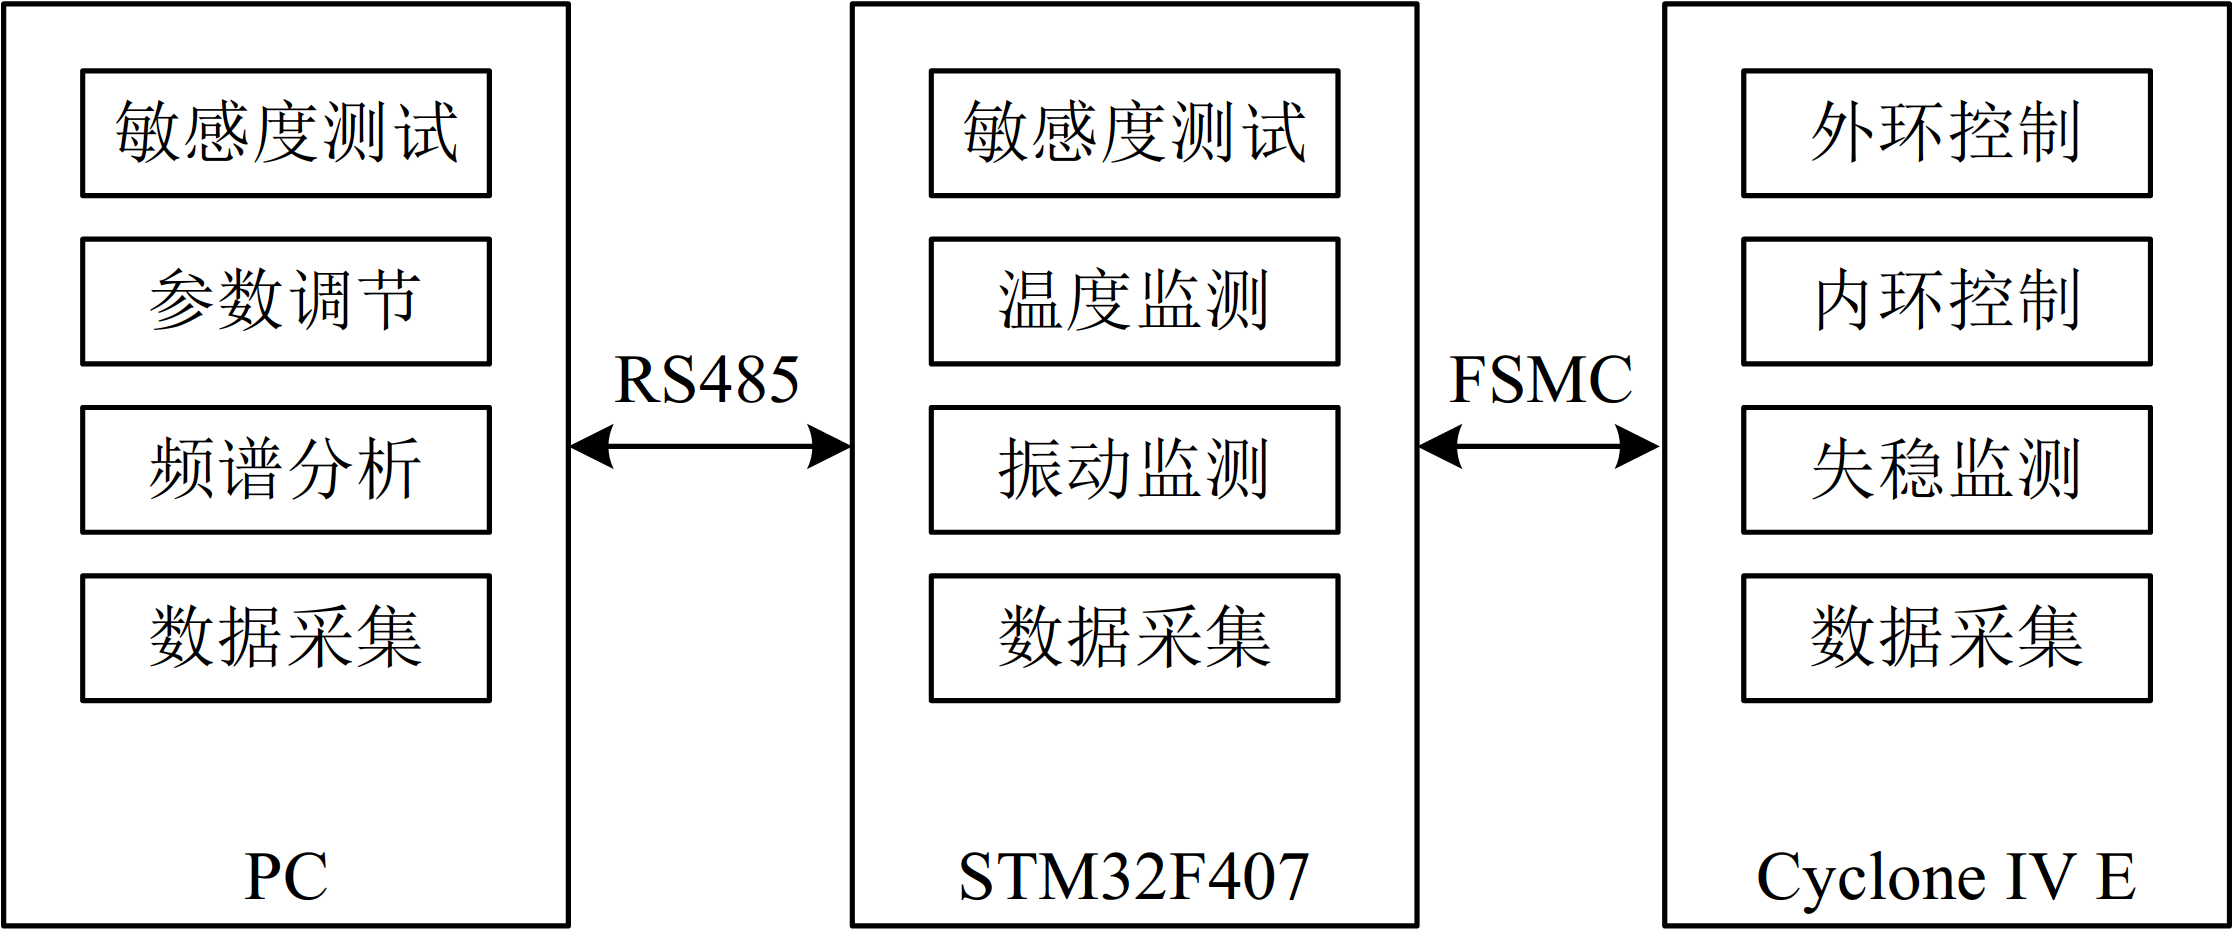 敏感度测试
参数调节
频谱分析
数据采集
PC
RS485
敏感度测试
温度监测
振动监测
数据采集
STM32F407
FSMC
外环控制
内环控制
失稳监测
数据采集
Cyclone IV E